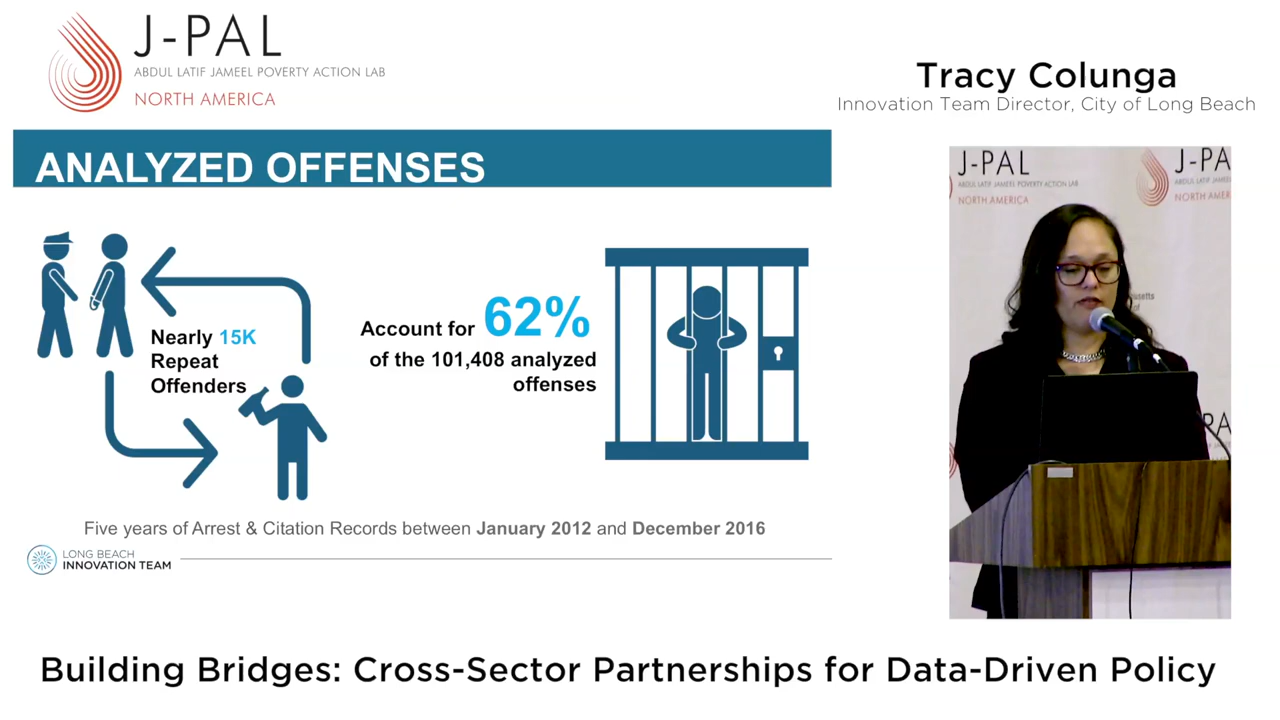 J-PAL
ABDUL LATIF JAMEEL POVERTY ACTION LAB
NORTH AMERICA
Tracy Colunga
Innovation Team Director, City of Long Beach
ANALYZED OFFENSES
Nearly 15K
Repeat
Offenders
Account for 62%
of the 101,408 analyzed
offenses
Five years of Arrest & Citation Records between January 2012 and December 2016
LONG BEACH
INNOVATION TEAM
J-PAL
ABDUL LATIF JAMEEL POVERTY ACTION LAB
NORTH AMERICA
J-PA
ABDUL LATIF JAMEEL
NORTH AMER
Building Bridges: Cross-Sector Partnerships for Data-Driven Policy